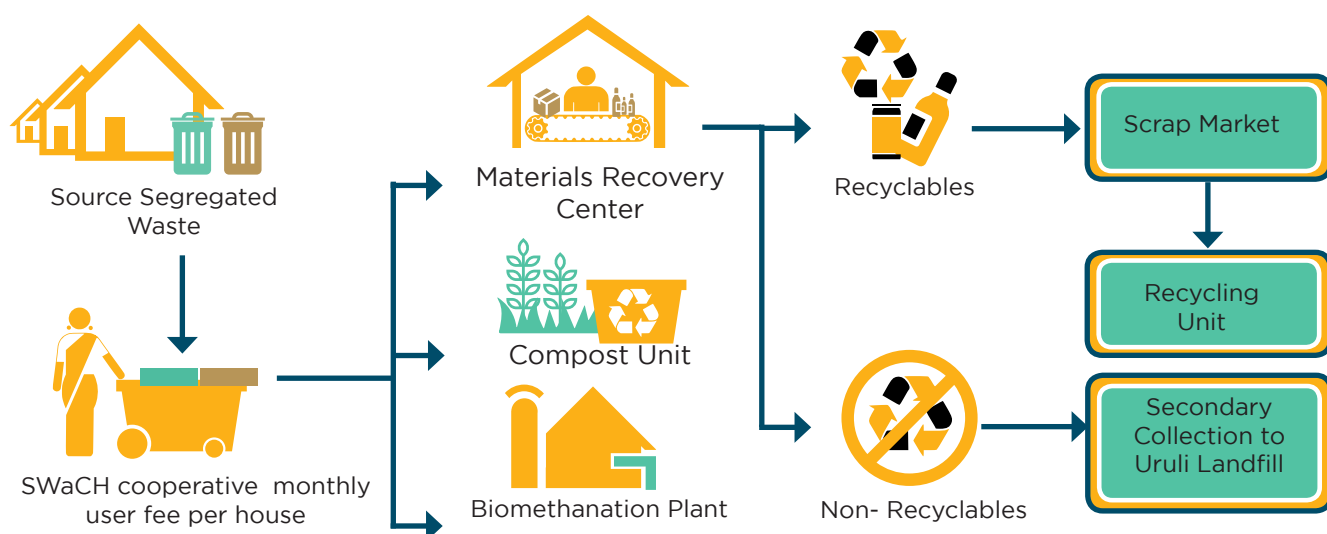 Source Segregated
Waste
SWaCH cooperative monthly
user fee per house
Materials Recovery
Center
Compost Unit
Biomethanation Plant
Recyclables
Non- Recyclables
Scrap Market
Recycling
Unit
Secondary
Collection to
Uruli Landfill